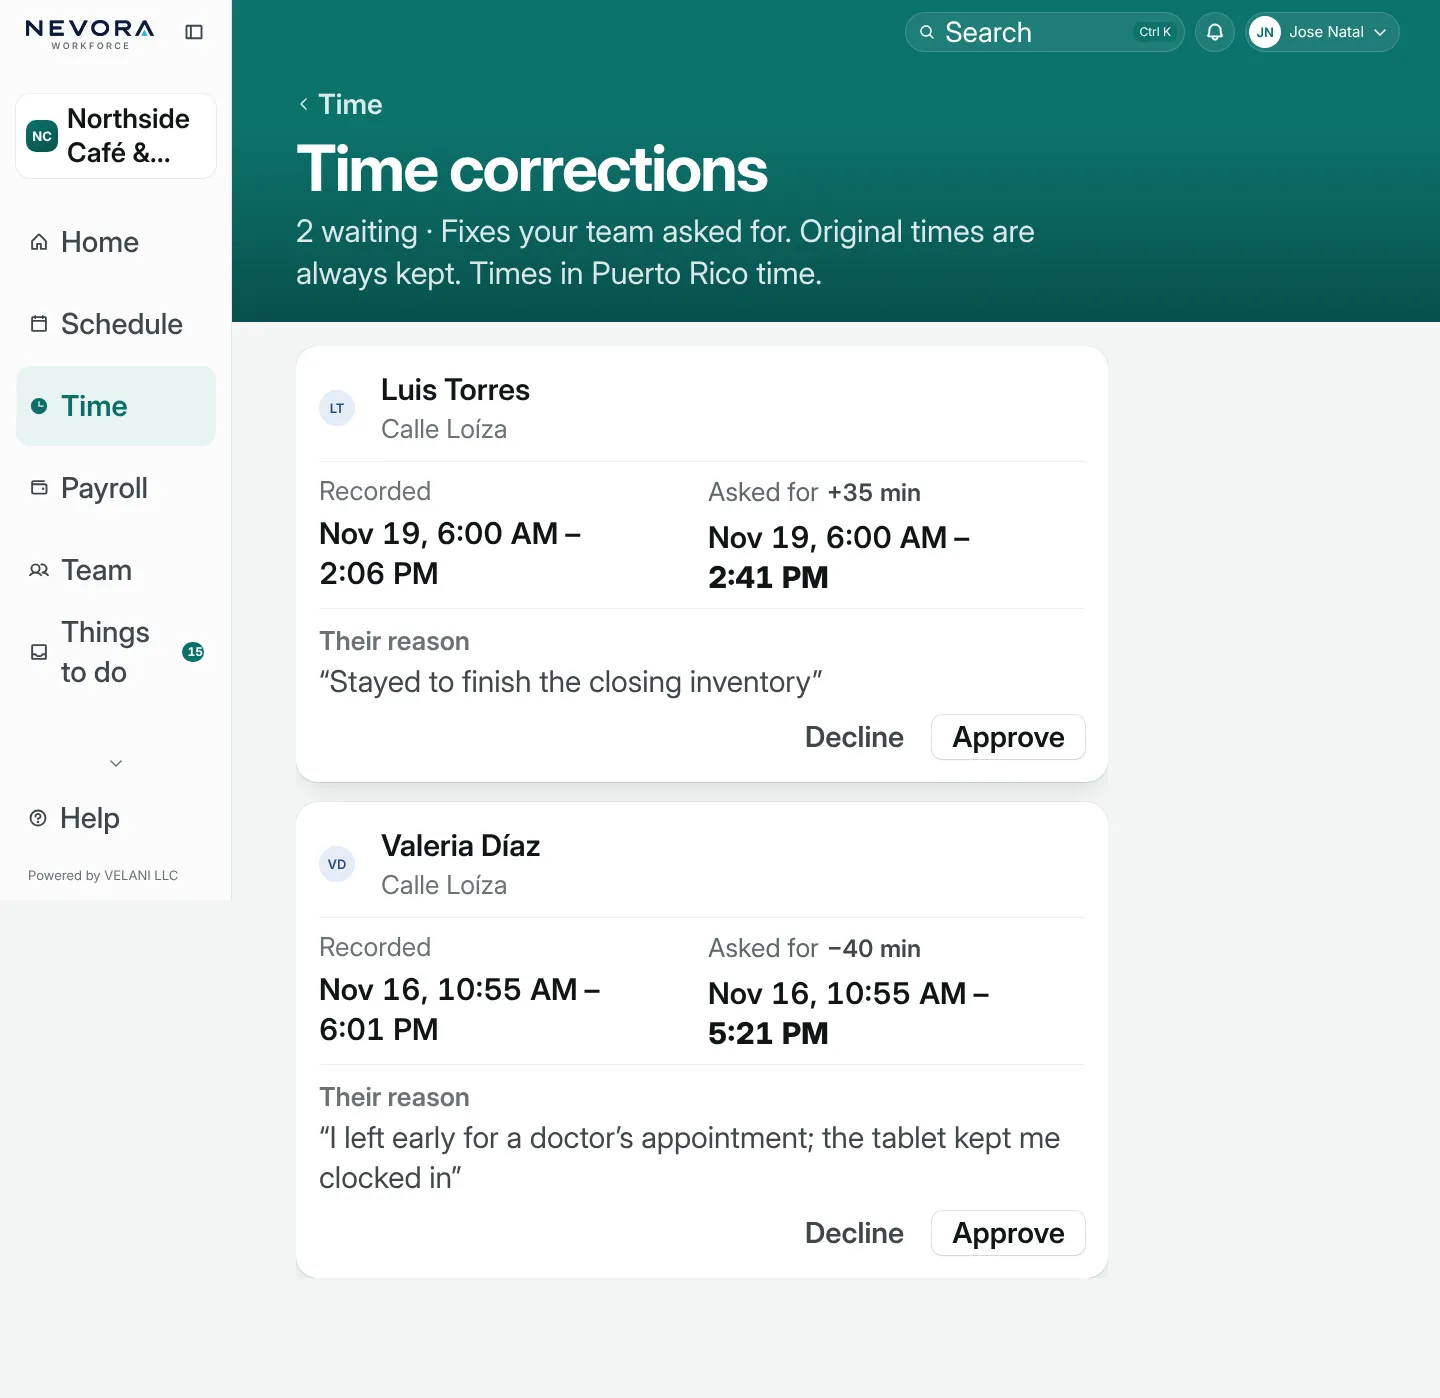 NEVORA
WORKFORCE
Search
Ctrl K
JN
Jose Natal
NC
Northside
Café &...
Home
Schedule
Time
Payroll
Team
Things
to do
15
Help
Powered by VELANI LLC
Time
Time corrections
2 waiting · Fixes your team asked for. Original times are
always kept. Times in Puerto Rico time.
LT
Luis Torres
Calle Loíza
Recorded
Nov 19, 6:00 AM –
2:06 PM
Asked for +35 min
Nov 19, 6:00 AM –
2:41 PM
Their reason
“Stayed to finish the closing inventory”
Decline
Approve
VD
Valeria Díaz
Calle Loíza
Recorded
Nov 16, 10:55 AM –
6:01 PM
Asked for −40 min
Nov 16, 10:55 AM –
5:21 PM
Their reason
“I left early for a doctor’s appointment; the tablet kept me
clocked in”
Decline
Approve